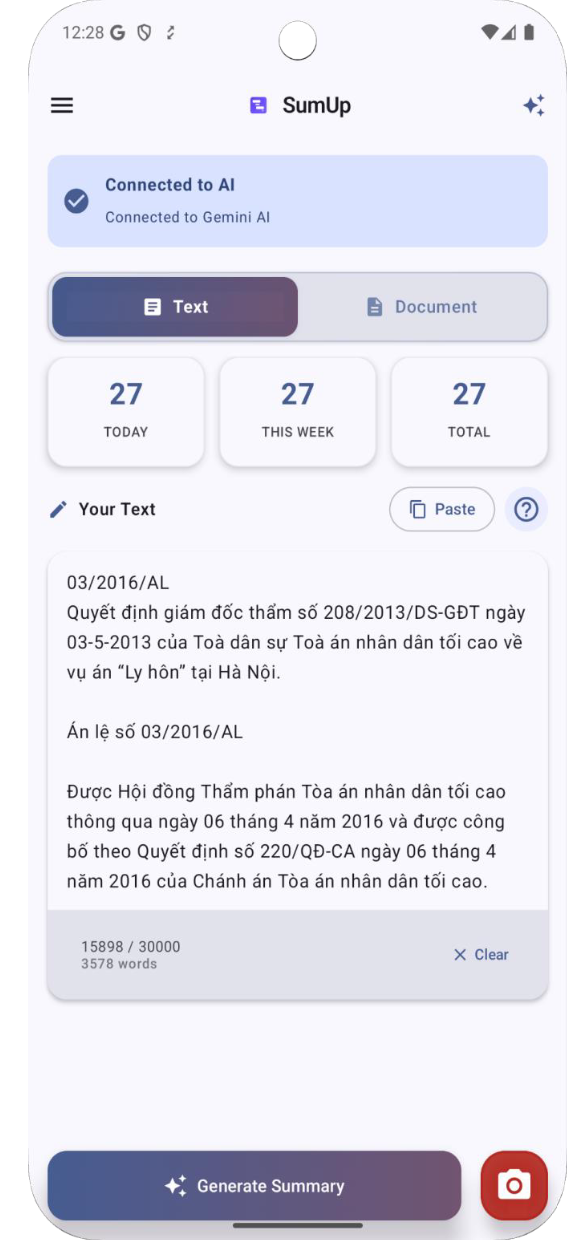 12:28
SumUp
Connected to AI
Connected to Gemini AI
Text
Document
27
27
27
TODAY
THIS WEEK
TOTAL
Your Text
Paste
03/2016/AL
Quyết định giám đốc thẩm số 208/2013/DS-GĐT ngày
03-5-2013 của Toà dân sự Toà án nhân dân tối cao về
vụ án “Ly hôn” tại Hà Nội.
Án lệ số 03/2016/AL
Được Hội đồng Thẩm phán Tòa án nhân dân tối cao
thông qua ngày 06 tháng 4 năm 2016 và được công
bố theo Quyết định số 220/QĐ-CA ngày 06 tháng 4
năm 2016 của Chánh án Tòa án nhân dân tối cao.
15898 / 30000
3578 words
Clear
Generate Summary